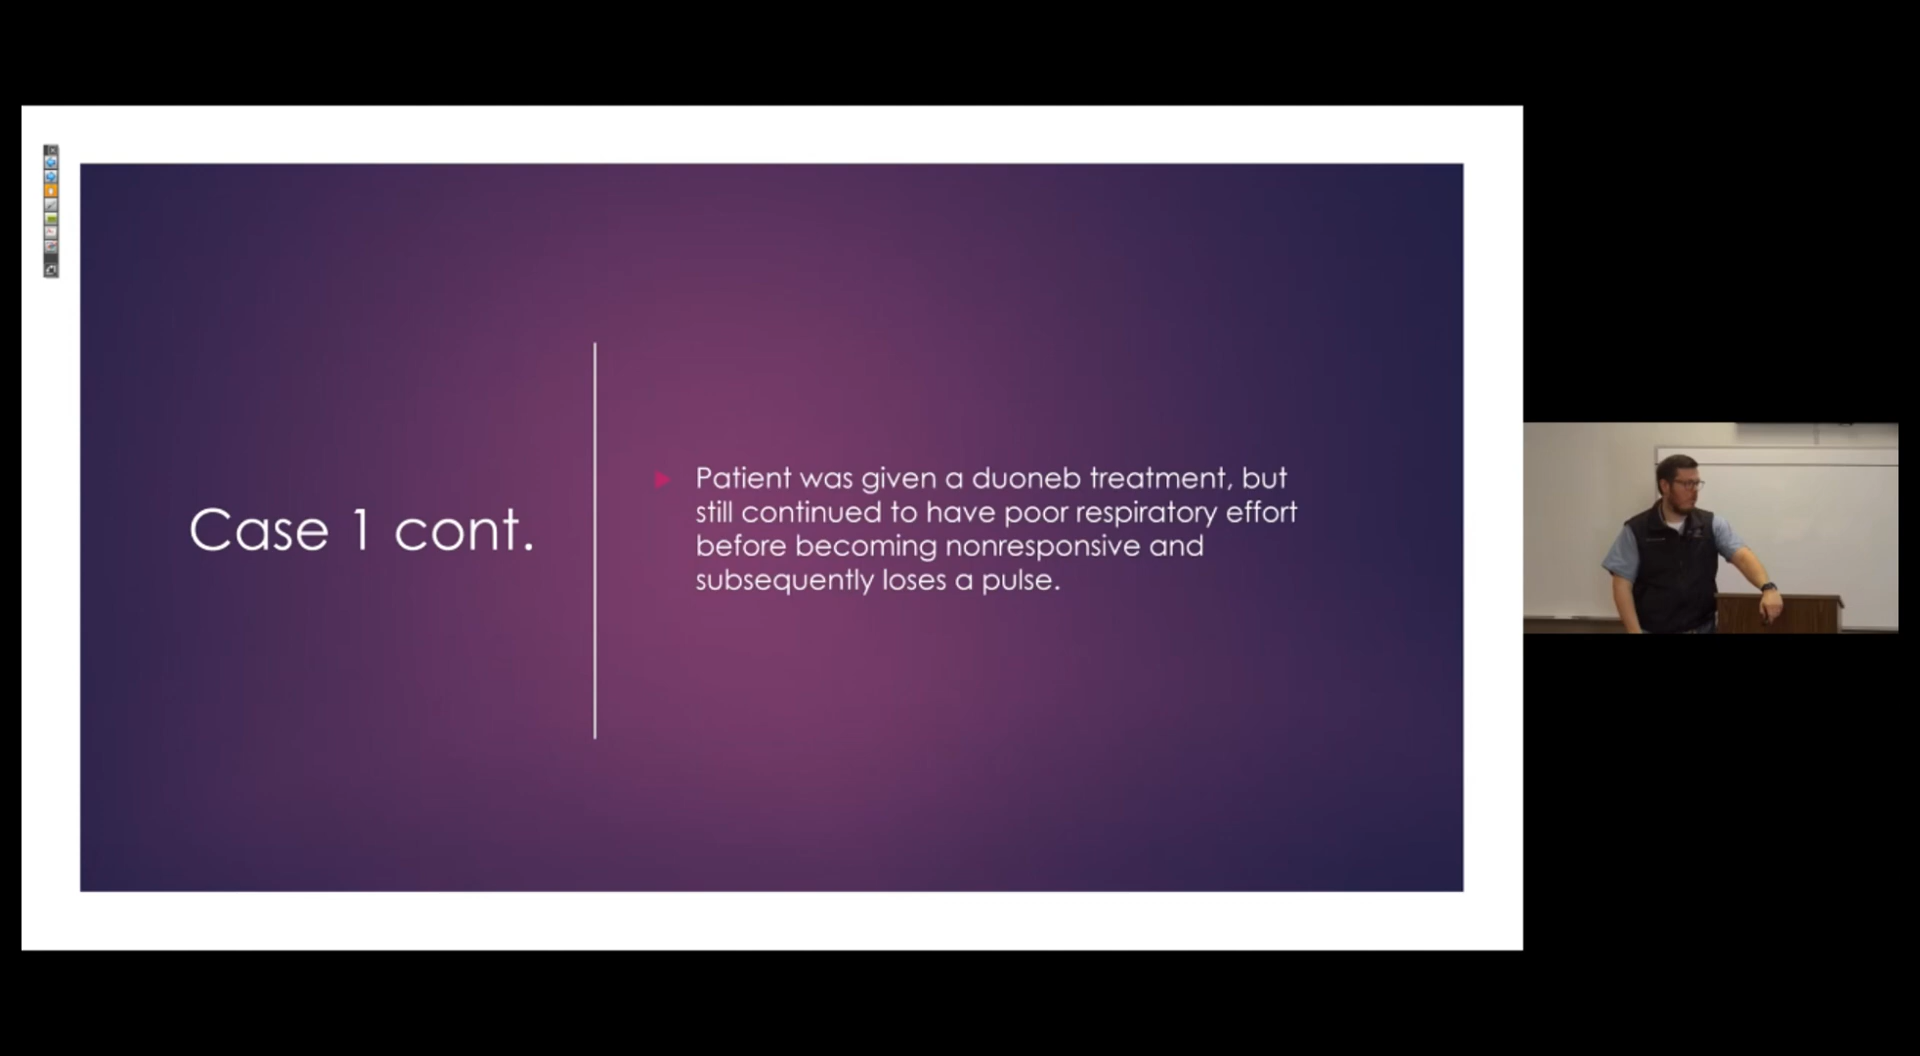 Case 1 cont.
Patient was given a duoneb treatment, but
still continued to have poor respiratory effort
before becoming nonresponsive and
subsequently loses a pulse.